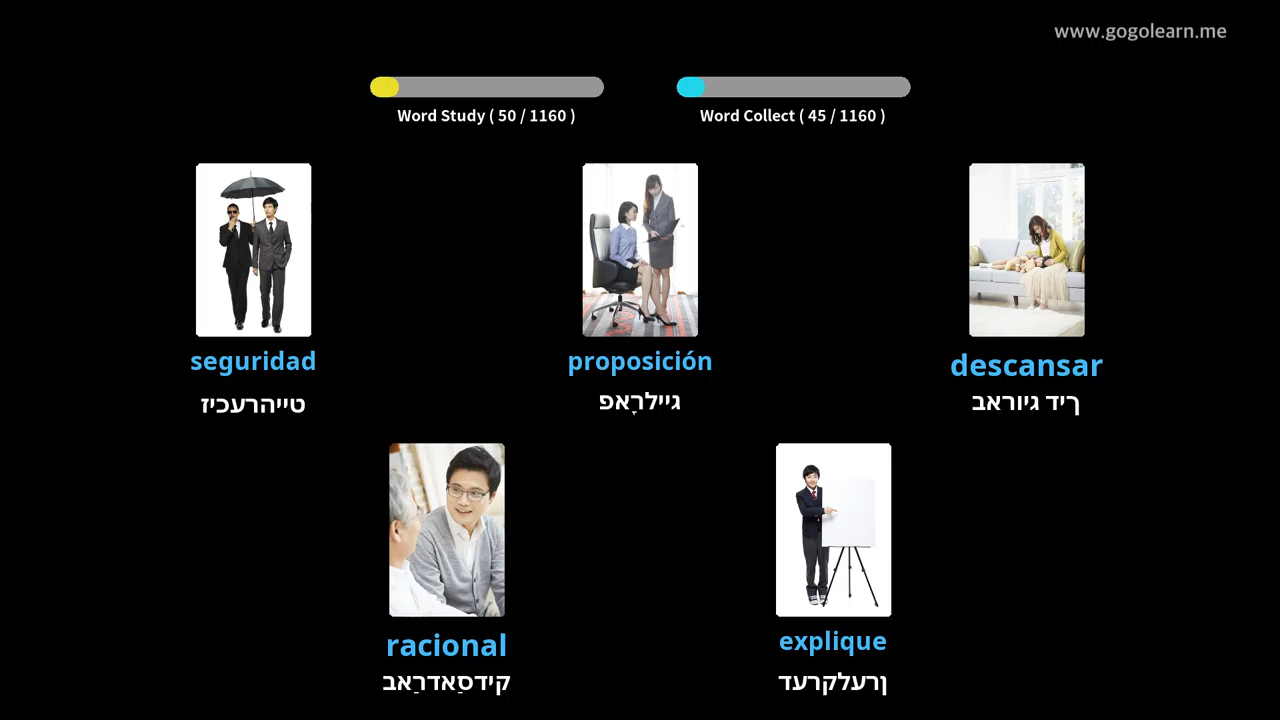 www.gogolearn.me
Word Study ( 50 / 1160 )
Word Collect ( 45 / 1160 )
seguridad
טייהרעכיז
proposición
גיילרָאפ
descansar
ךיד גיוראב
racional
קידסַאדרַאב
explique
ןרעלקרעד